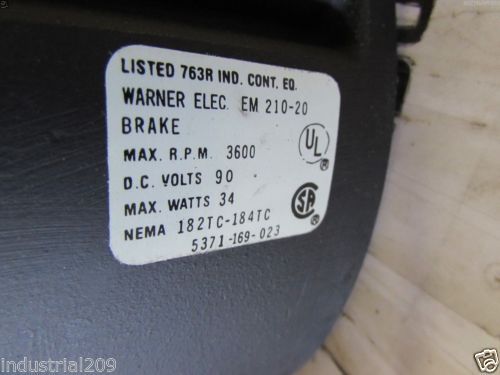 LISTED 763R IND. CONT. EQ.
WARNER ELEC. EM 210-20
BRAKE
MAX. R.P.M. 3600
D.C. VOLTS 90
MAX. WATTS 34
NEMA 182TC-184TC
5371-169-023
UL
®
SA
®
industrial209